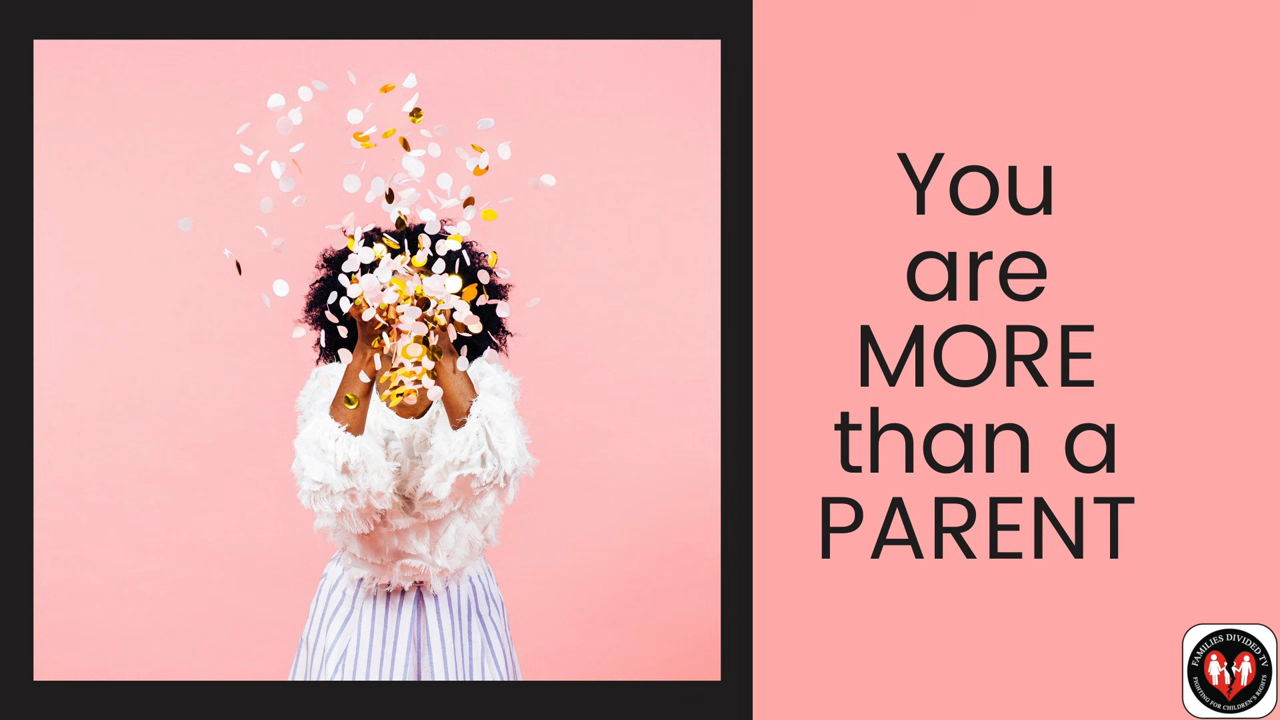 You
are
MORE
than a
PARENT
FAMILIES DIVIDED TV
FIGHTING FOR CHILDREN'S RIGHTS